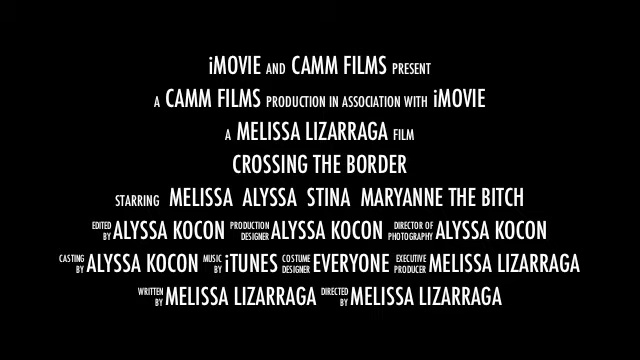 iMOVIE AND CAMM FILMS PRESENT
A CAMM FILMS PRODUCTION IN ASSOCIATION WITH iMOVIE
A MELISSA LIZARRAGA FILM
CROSSING THE BORDER
STARRING MELISSA ALYSSA STINA MARYANNE THE BITCH
EDITED BY ALYSSA KOCON PRODUCTION DESIGNER ALYSSA KOCON DIRECTOR OF PHOTOGRAPHY ALYSSA KOCON
CASTING BY ALYSSA KOCON MUSIC BY iTUNES COSTUME DESIGNER EVERYONE EXECUTIVE PRODUCER MELISSA LIZARRAGA
WRITTEN BY MELISSA LIZARRAGA DIRECTED BY MELISSA LIZARRAGA